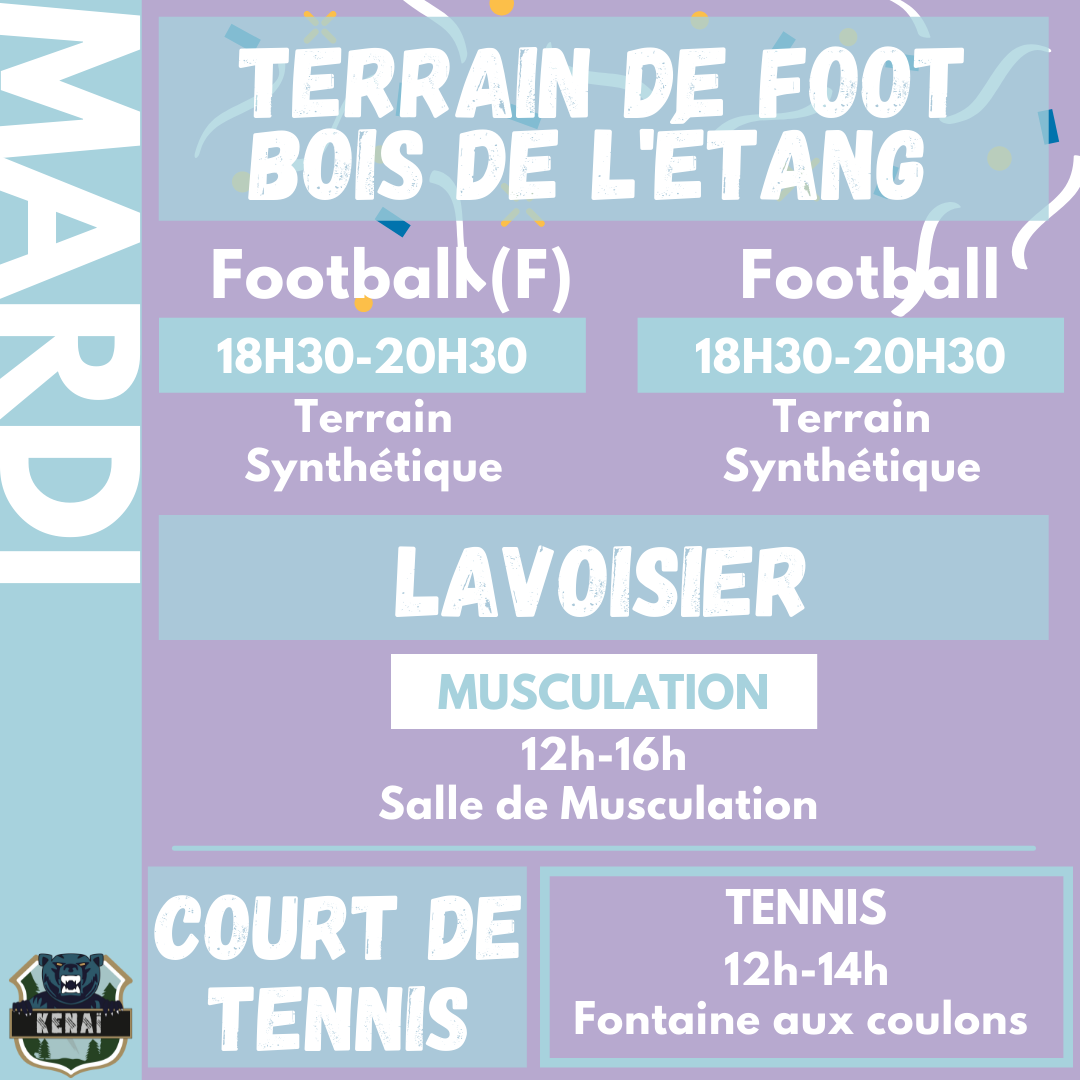 MARDI
TERRAIN DE FOOT
BOIS DE L'ÉTANG
Football (F)
18H30-20H30
Terrain
Synthétique
Football
18H30-20H30
Terrain
Synthétique
LAVOISIER
MUSCULATION
12h-16h
Salle de Musculation
COURT DE
TENNIS
TENNIS
12h-14h
Fontaine aux coulons
KENAÏ